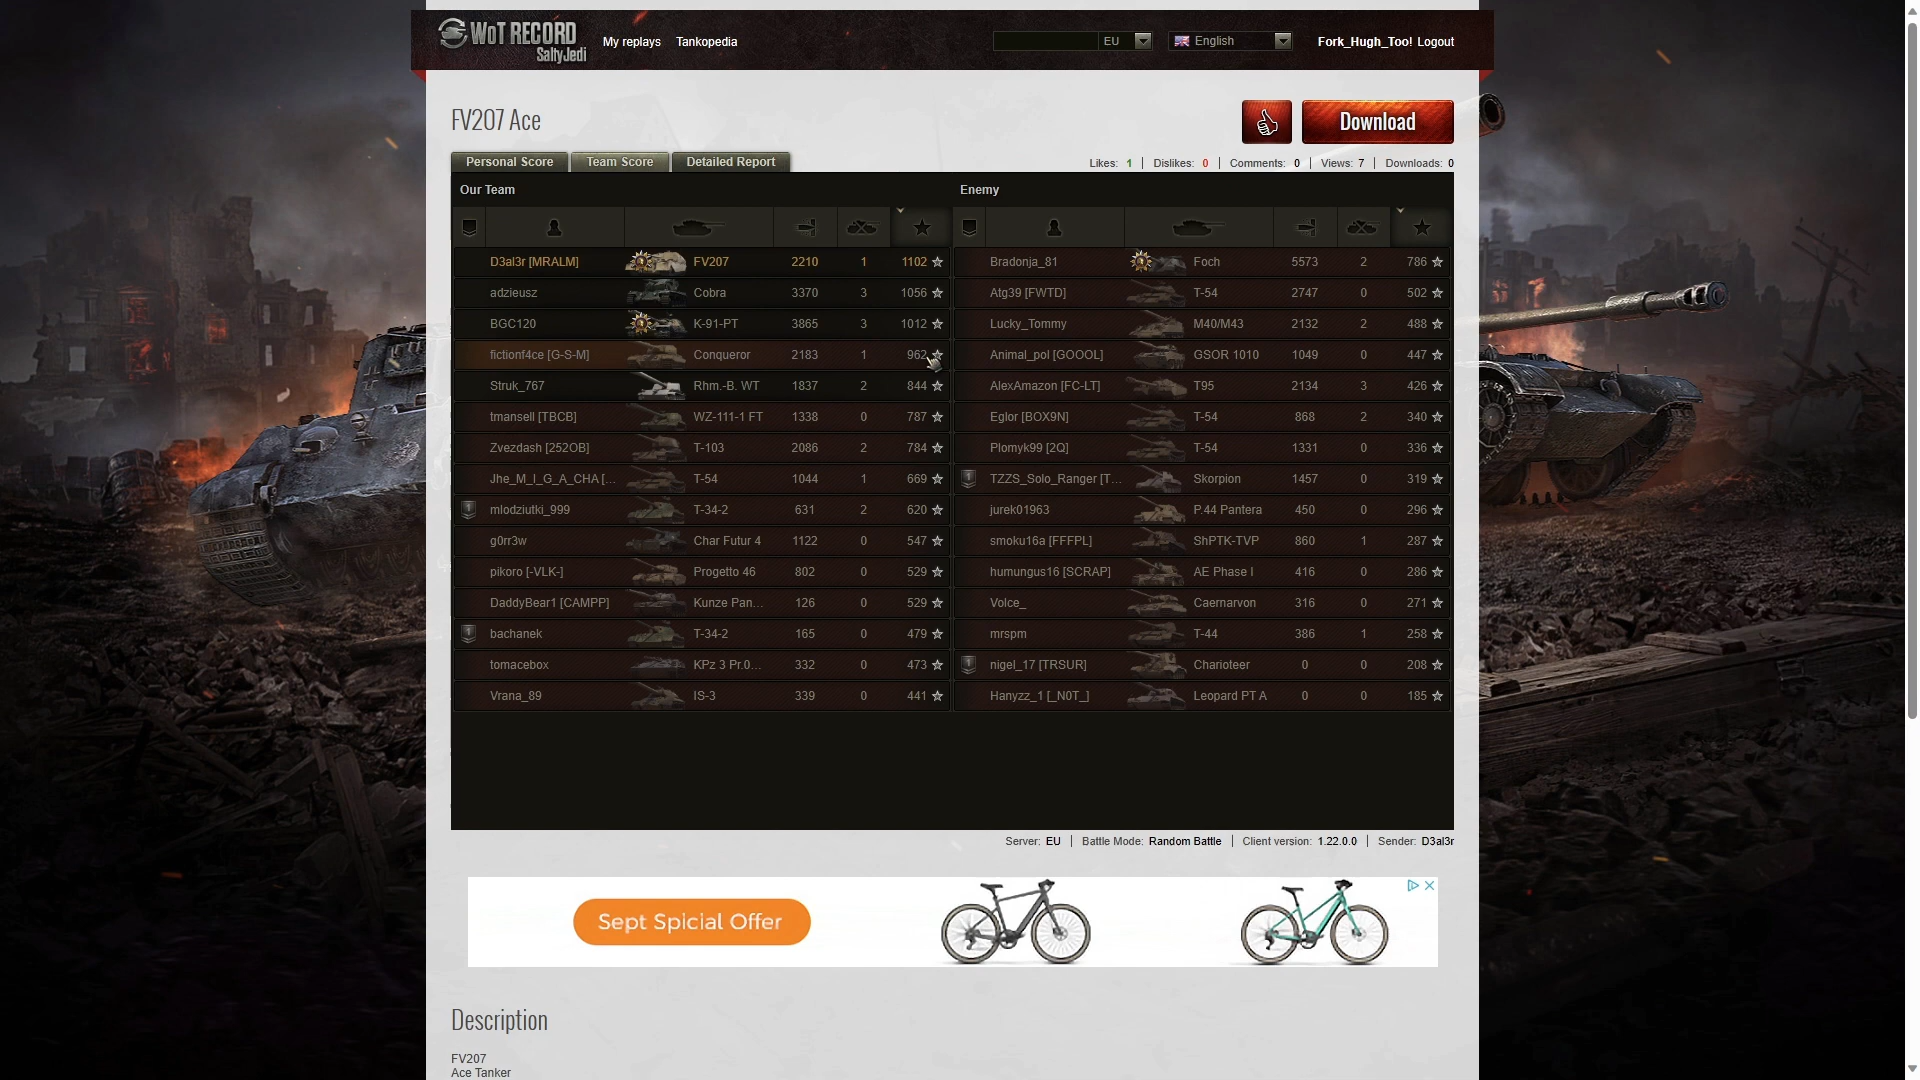 WoT RECORD
SaltyJedi
My replays Tankopedia
EU
English
Fork_Hugh_Too! Logout
FV207 Ace
Download
Personal Score Team Score Detailed Report
Likes: 1 | Dislikes: 0 | Comments: 0 | Views: 7 | Downloads: 0
Our Team
D3al3r [MRALM] FV207 2210 1 1102
adzieusz Cobra 3370 3 1056
BGC120 K-91-PT 3865 3 1012
fictionf4ce [G-S-M] Conqueror 2183 1 962
Struk_767 Rhm.-B. WT 1837 2 844
tmansell [TBCB] WZ-111-1 FT 1338 0 787
Zvezdash [252OB] T-103 2086 2 784
Jhe_M_I_G_A_CHA [... T-54 1044 1 669
1 mlodziutki_999 T-34-2 631 2 620
g0rr3w Char Futur 4 1122 0 547
pikoro [-VLK-] Progetto 46 802 0 529
DaddyBear1 [CAMPP] Kunze Pan... 126 0 529
1 bachanek T-34-2 165 0 479
tomacebox KPz 3 Pr.0... 332 0 473
Vrana_89 IS-3 339 0 441
Enemy
Bradonja_81 Foch 5573 2 786
Atg39 [FWTD] T-54 2747 0 502
Lucky_Tommy M40/M43 2132 2 488
Animal_pol [GOOOL] GSOR 1010 1049 0 447
AlexAmazon [FC-LT] T95 2134 3 426
Eglor [BOX9N] T-54 868 2 340
Plomyk99 [2Q] T-54 1331 0 336
1 TZZS_Solo_Ranger [T... Skorpion 1457 0 319
jurek01963 P.44 Pantera 450 0 296
smoku16a [FFFPL] ShPTK-TVP 860 1 287
humungus16 [SCRAP] AE Phase I 416 0 286
Volce_ Caernarvon 316 0 271
mrspm T-44 386 1 258
1 nigel_17 [TRSUR] Charioteer 0 0 208
Hanyzz_1 [_N0T_] Leopard PT A 0 0 185
Server: EU | Battle Mode: Random Battle | Client version: 1.22.0.0 | Sender: D3al3r
Sept Spicial Offer
Description
FV207
Ace Tanker